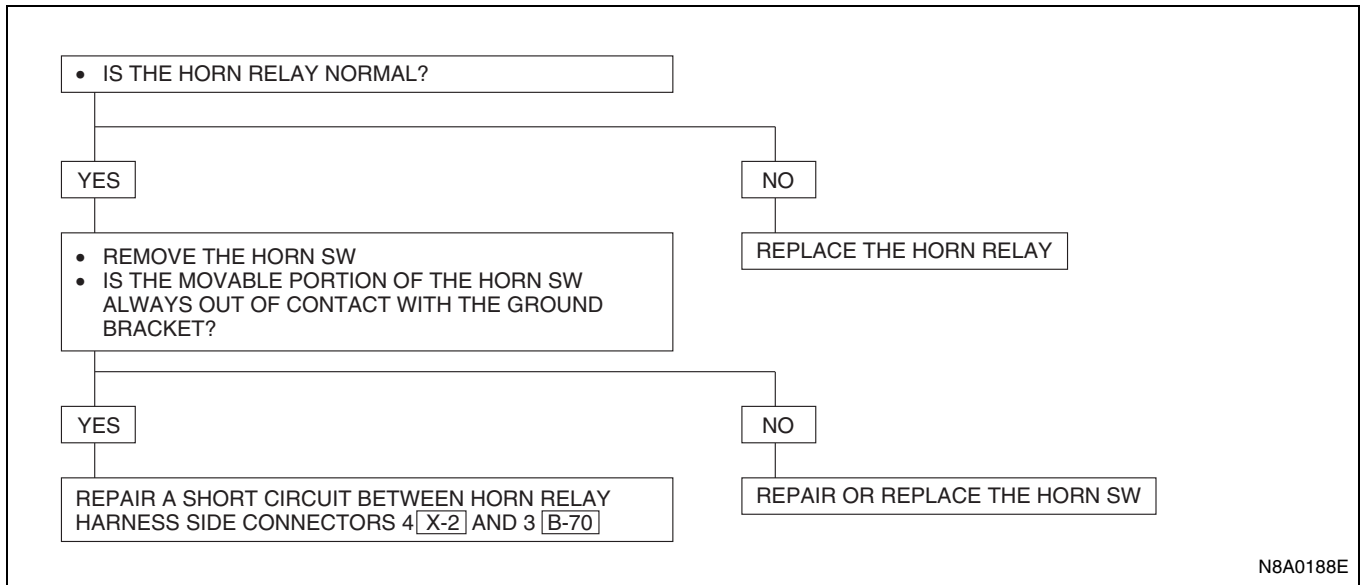 • IS THE HORN RELAY NORMAL?
YES
NO
• REMOVE THE HORN SW
• IS THE MOVABLE PORTION OF THE HORN SW
ALWAYS OUT OF CONTACT WITH THE GROUND
BRACKET?
REPLACE THE HORN RELAY
YES
NO
REPAIR A SHORT CIRCUIT BETWEEN HORN RELAY
HARNESS SIDE CONNECTORS 4 X-2 AND 3 B-70
REPAIR OR REPLACE THE HORN SW
N8A0188E